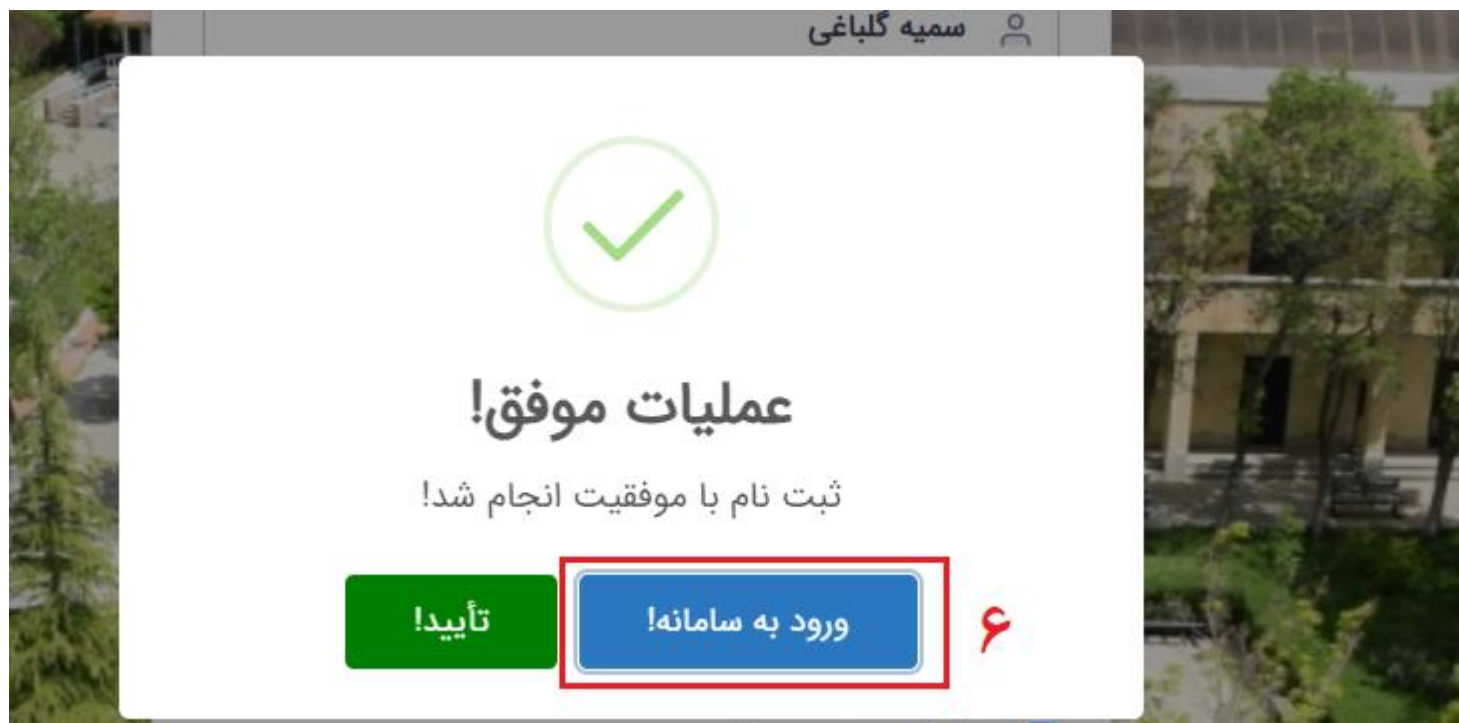 سمیه گلباغی
عملیات موفق!
ثبت نام با موفقیت انجام شد!
ورود به سامانه! تأیید!
۶